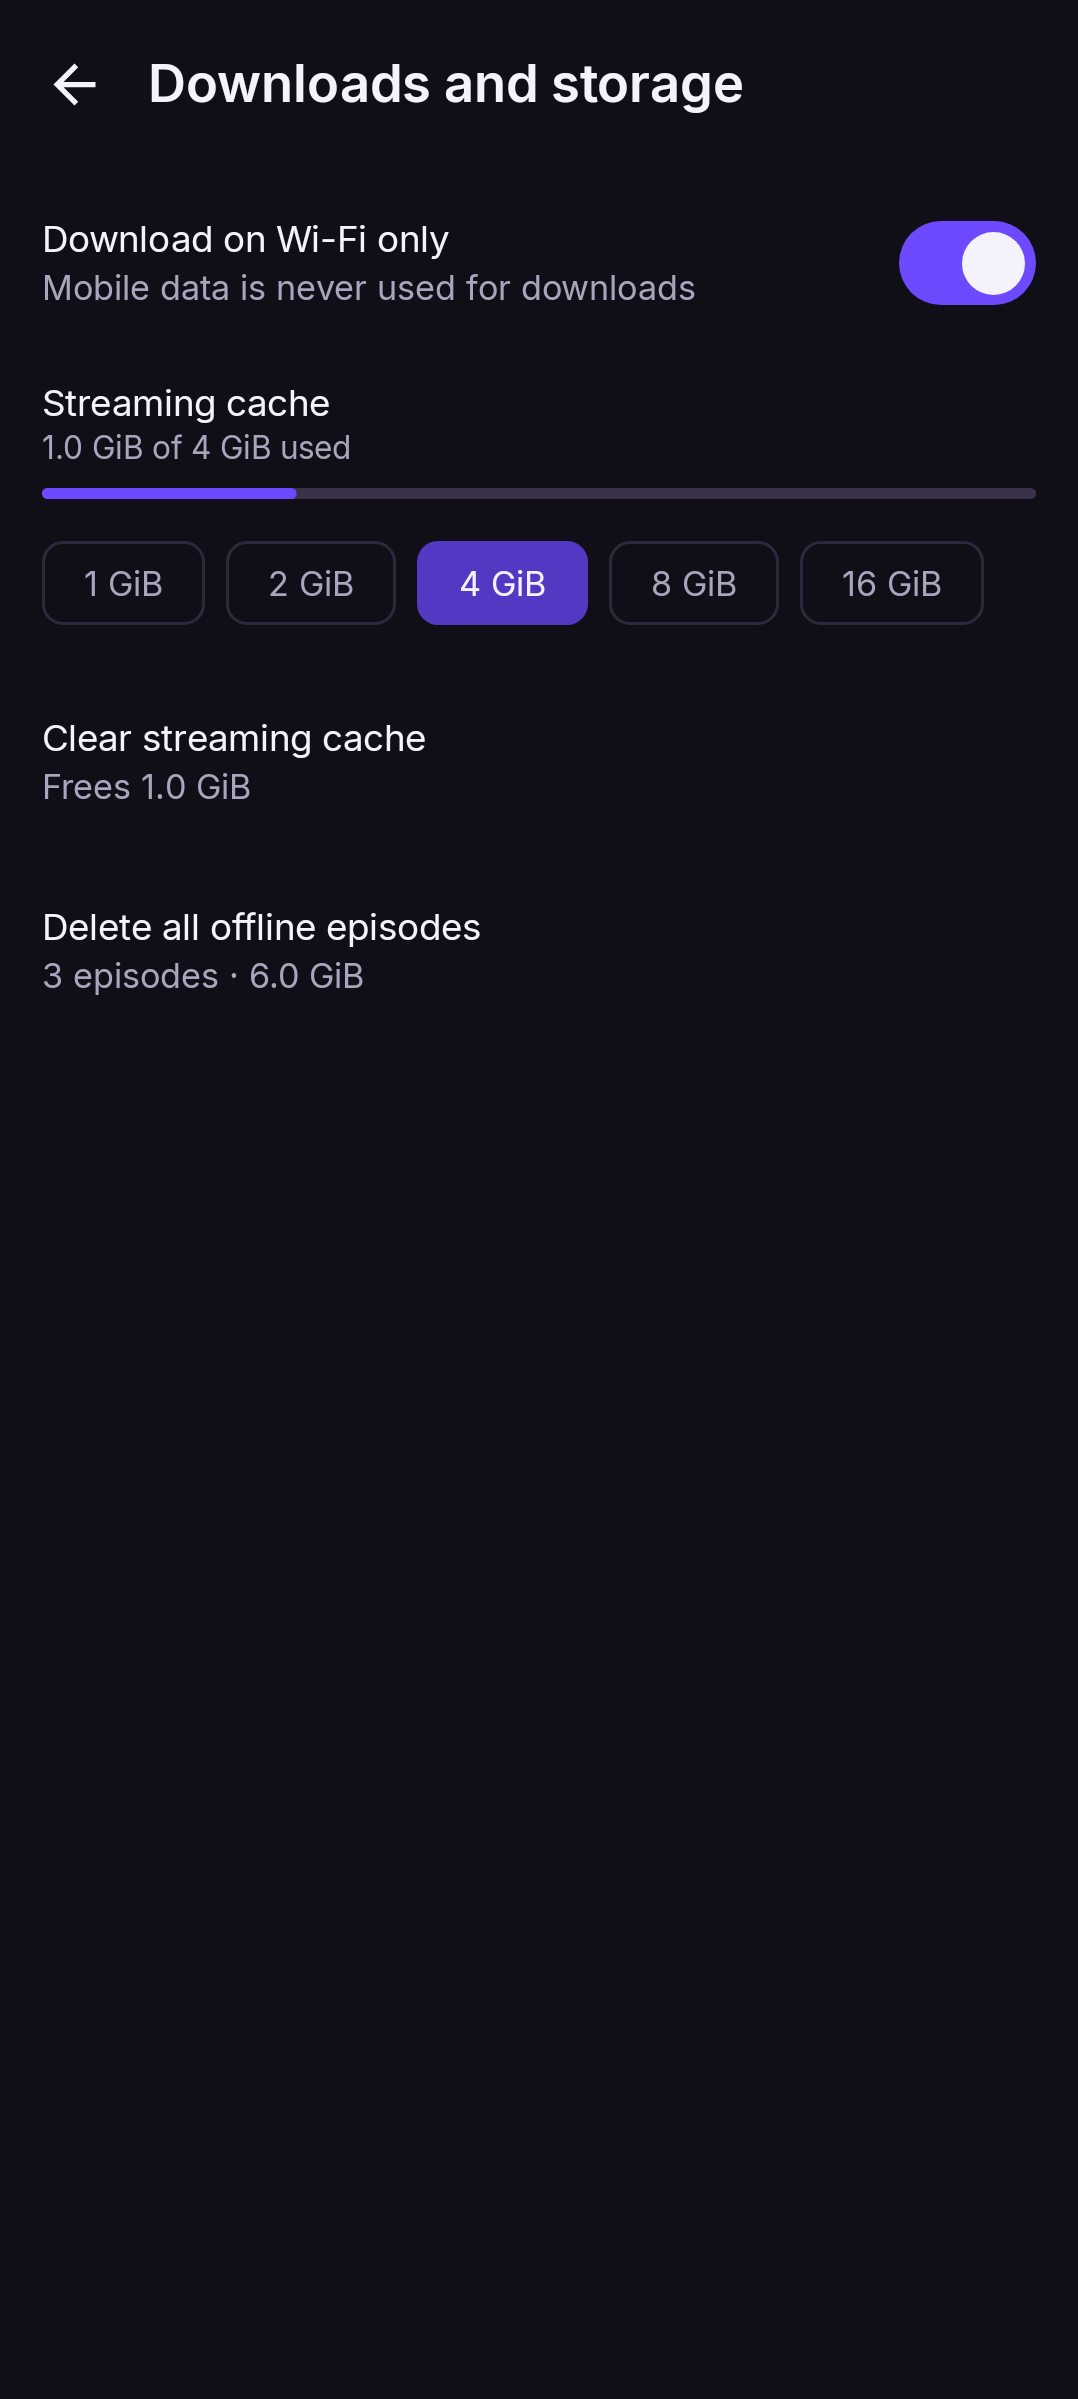 Downloads and storage
Download on Wi-Fi only
Mobile data is never used for downloads
Streaming cache
1.0 GiB of 4 GiB used
1 GiB 2 GiB 4 GiB 8 GiB 16 GiB
Clear streaming cache
Frees 1.0 GiB
Delete all offline episodes
3 episodes · 6.0 GiB